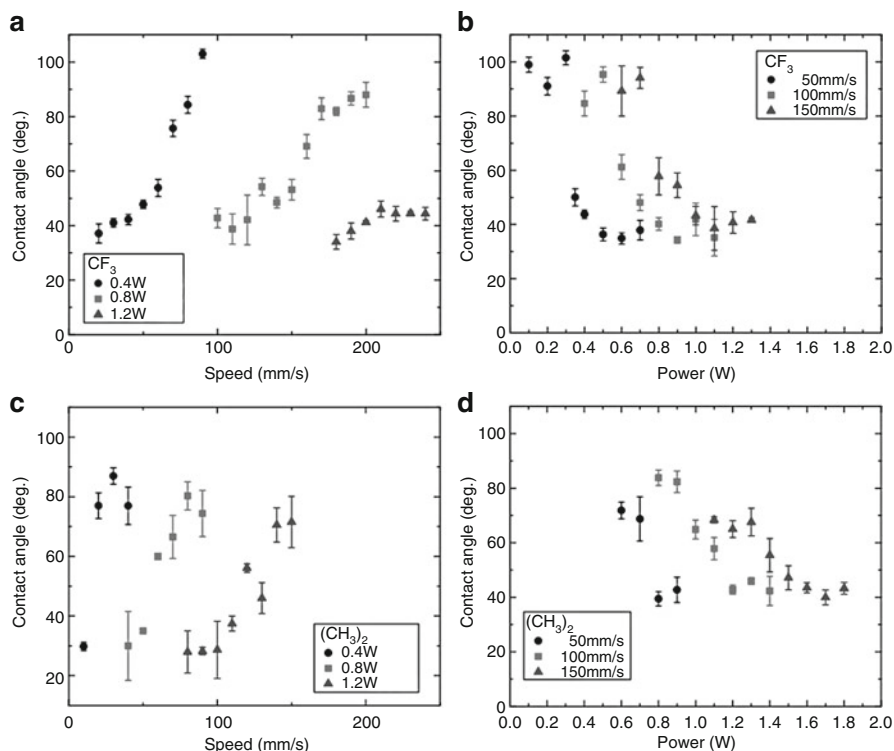 a
100
80
60
40
20
0
Contact angle (deg.)
CF3
0.4W
0.8W
1.2W
0 100 200
Speed (mm/s)
b
100
80
60
40
20
0
Contact angle (deg.)
CF3
50mm/s
100mm/s
150mm/s
0.0 0.2 0.4 0.6 0.8 1.0 1.2 1.4 1.6 1.8 2.0
Power (W)
c
100
80
60
40
20
Contact angle (deg.)
(CH3)2
0.4W
0.8W
1.2W
0 100 200
Speed (mm/s)
d
100
80
60
40
20
0
Contact angle (deg.)
(CH3)2
50mm/s
100mm/s
150mm/s
0.0 0.2 0.4 0.6 0.8 1.0 1.2 1.4 1.6 1.8 2.0
Power (W)